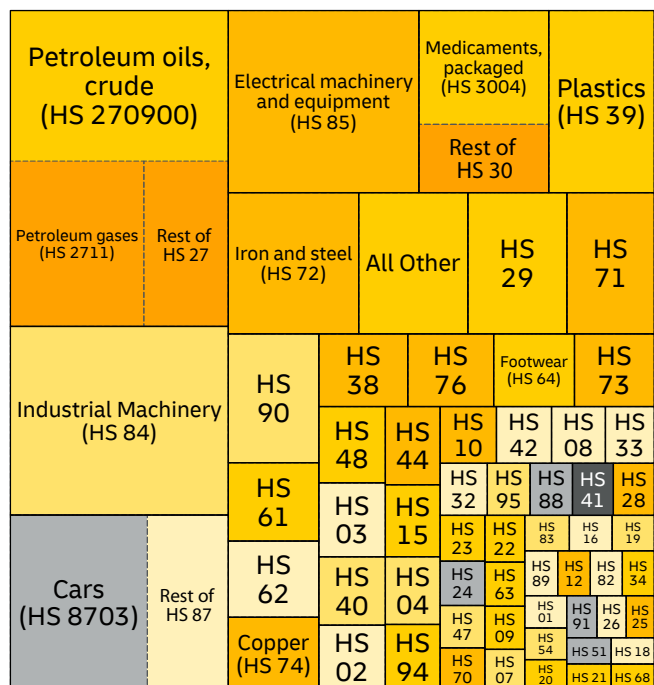 Petroleum oils,
crude
(HS 270900)
Petroleum gases
(HS 2711)
Rest of
HS 27
Industrial Machinery
(HS 84)
Cars
(HS 8703)
Rest of
HS 87
Electrical machinery
and equipment
(HS 85)
Medicaments,
packaged
(HS 3004)
Rest of
HS 30
Plastics
(HS 39)
Iron and steel
(HS 72)
All Other
HS
29
HS
71
HS
90
HS
61
HS
62
Copper
(HS 74)
HS
38
HS
76
Footwear
(HS 64)
HS
73
HS
48
HS
03
HS
40
HS
02
HS
44
HS
15
HS
04
HS
94
HS
10
HS
42
HS
08
HS
33
HS
32
HS
95
HS
88
HS
41
HS
28
HS
23
HS
24
HS
47
HS
70
HS
22
HS
63
HS
09
HS
07
HS
83
HS
16
HS
19
HS
89
HS
12
HS
82
HS
34
HS
01
HS
54
HS
20
HS
91
HS
26
HS
25
HS 51
HS 18
HS 21
HS 68